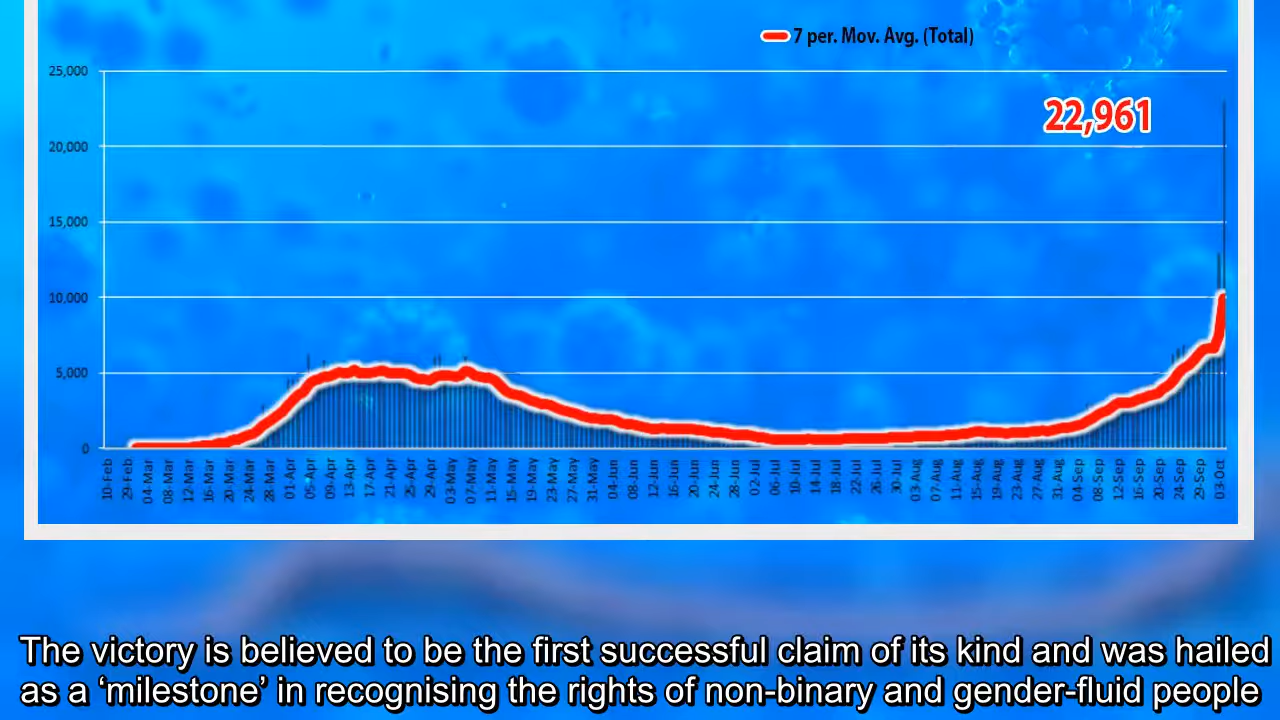 7 per. Mov. Avg. (Total)
25,000
22,961
20,000
15,000
10,000
5,000
0
10-Feb 29-Feb 04-Mar 08-Mar 12-Mar 16-Mar 20-Mar 24-Mar 28-Mar 01-Apr 05-Apr 09-Apr 13-Apr 17-Apr 21-Apr 25-Apr 29-Apr 03-May 07-May 11-May 15-May 19-May 23-May 27-May 31-May 04-Jun 08-Jun 12-Jun 16-Jun 20-Jun 24-Jun 28-Jun 02-Jul 06-Jul 10-Jul 14-Jul 18-Jul 22-Jul 26-Jul 30-Jul 03-Aug 07-Aug 11-Aug 15-Aug 19-Aug 23-Aug 27-Aug 31-Aug 04-Sep 08-Sep 12-Sep 16-Sep 20-Sep 24-Sep 29-Sep 03-Oct
The victory is believed to be the first successful claim of its kind and was hailed
as a ‘milestone’ in recognising the rights of non-binary and gender-fluid people